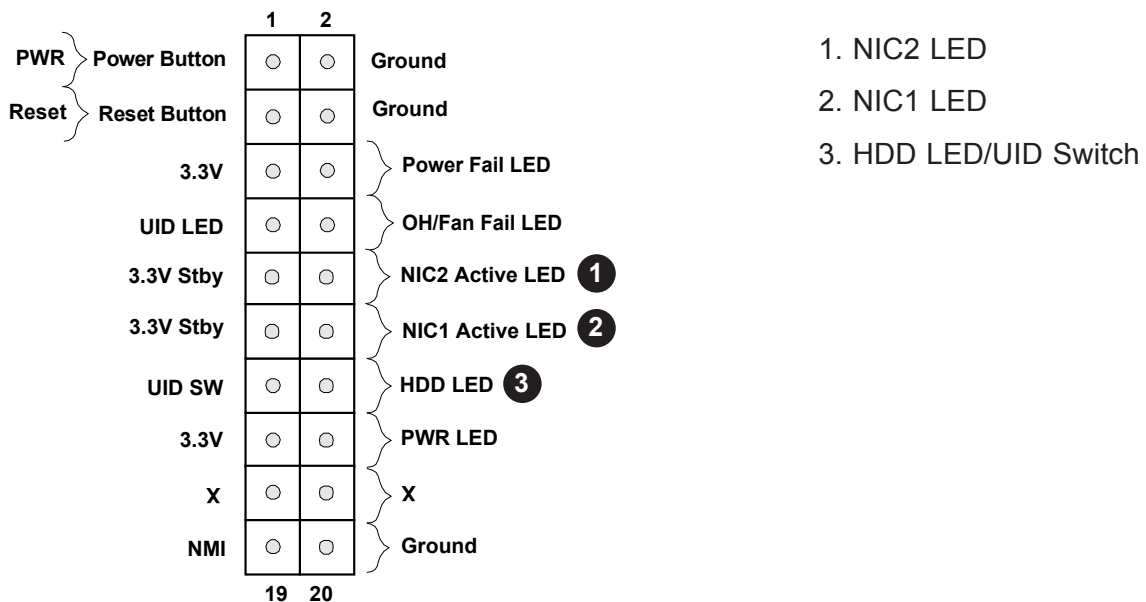 1 2
PWR Power Button Ground
Reset Reset Button Ground
3.3V Power Fail LED
UID LED OH/Fan Fail LED
3.3V Stby NIC2 Active LED 1
3.3V Stby NIC1 Active LED 2
UID SW HDD LED 3
3.3V PWR LED
X X
NMI Ground
19 20
1. NIC2 LED
2. NIC1 LED
3. HDD LED/UID Switch